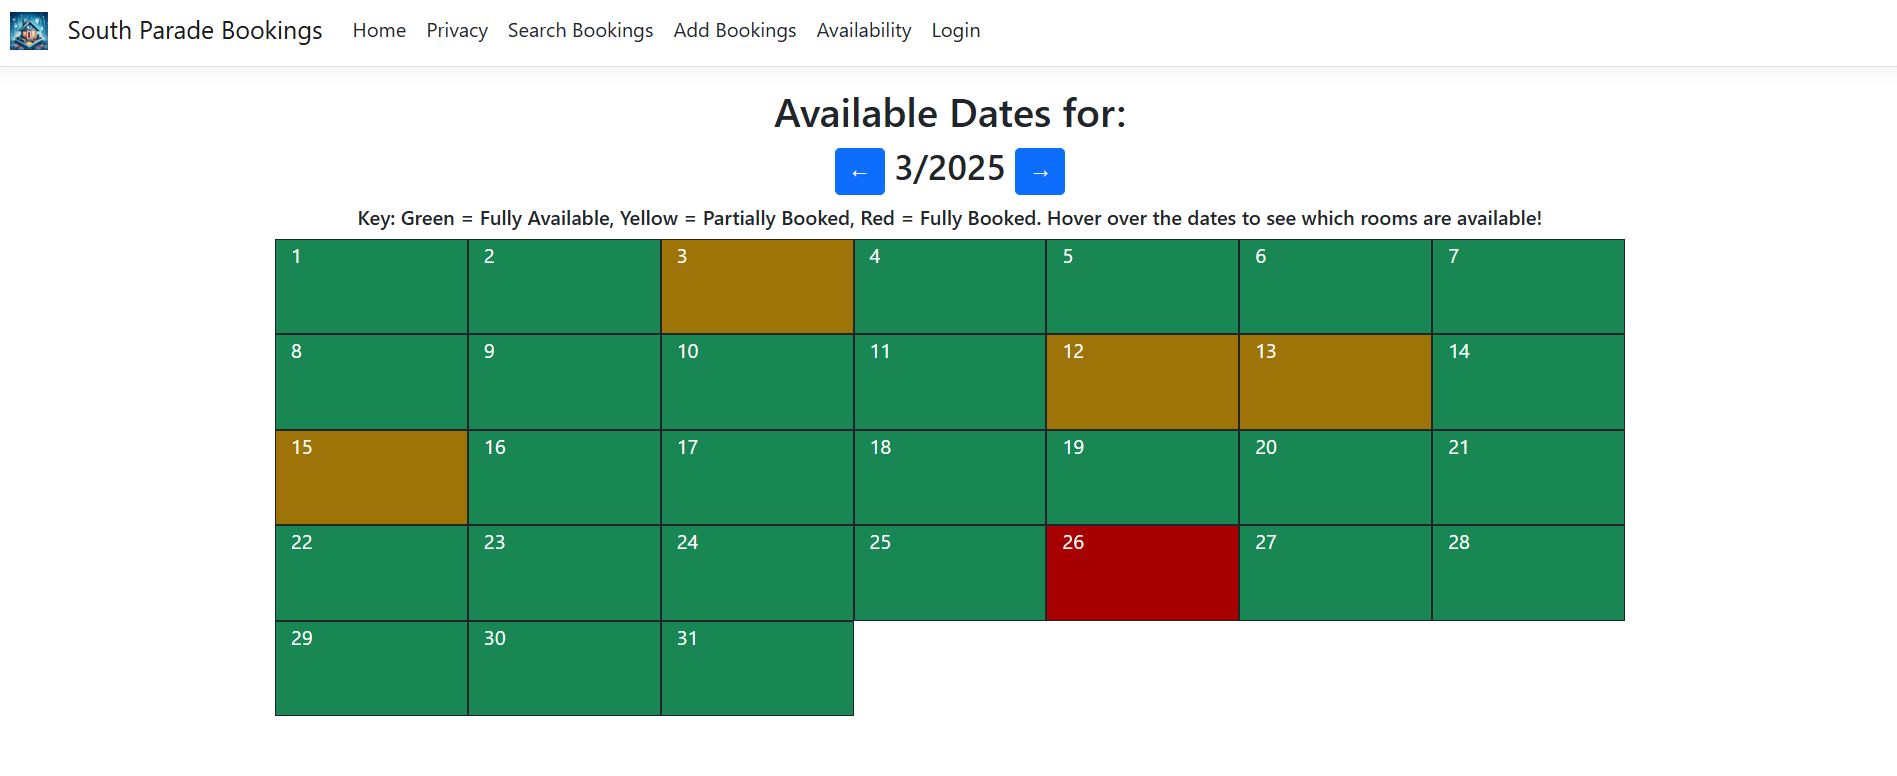 South Parade Bookings Home Privacy Search Bookings Add Bookings Availability Login
Available Dates for:
← 3/2025 →
Key: Green = Fully Available, Yellow = Partially Booked, Red = Fully Booked. Hover over the dates to see which rooms are available!
1 2 3 4 5 6 7
8 9 10 11 12 13 14
15 16 17 18 19 20 21
22 23 24 25 26 27 28
29 30 31